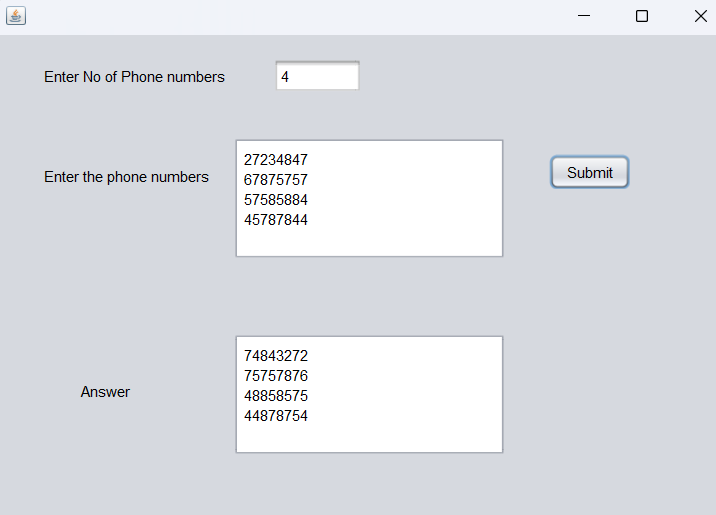 Enter No of Phone numbers
4
Enter the phone numbers
27234847
67875757
57585884
45787844
Submit
Answer
74843272
75757876
48858575
44878754